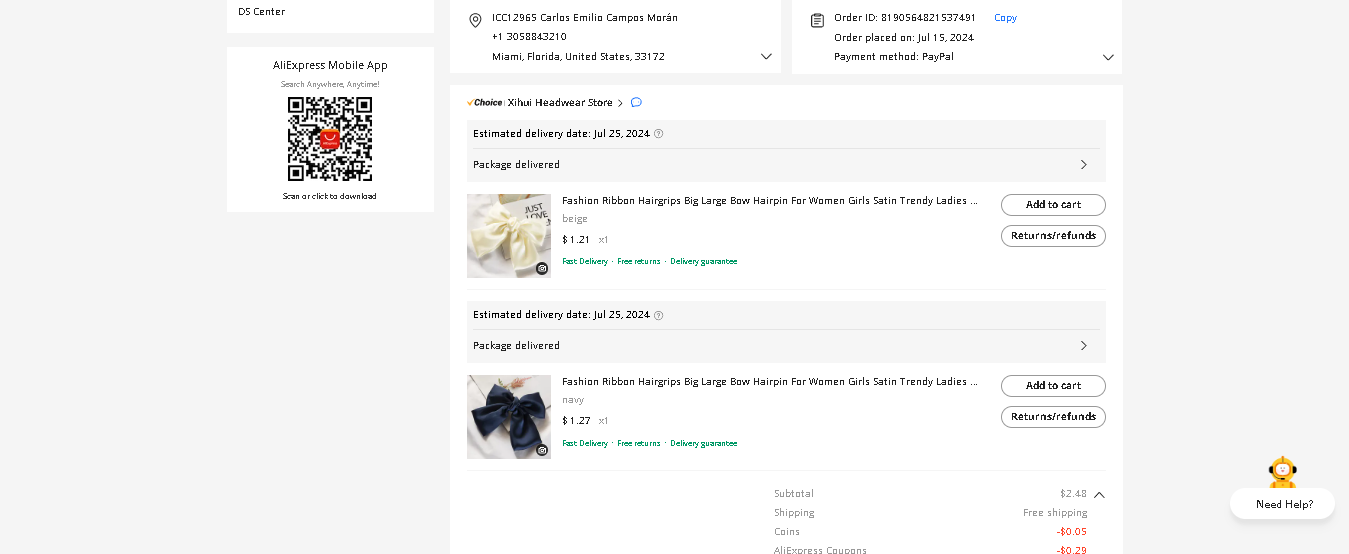 DS Center
AliExpress Mobile App
Search Anywhere, Anytime!
Scan or click to download
ICC12965 Carlos Emilio Campos Morán
+1 3058843210
Miami, Florida, United States, 33172
Order ID: 8190564821537491 Copy
Order placed on: Jul 15, 2024
Payment method: PayPal
Choice Xihui Headwear Store
Estimated delivery date: Jul 25, 2024
Package delivered
JUST
LOVE
Fashion Ribbon Hairgrips Big Large Bow Hairpin For Women Girls Satin Trendy Ladies ...
beige
$1.21 x1
Fast Delivery · Free returns · Delivery guarantee
Add to cart
Returns/refunds
Estimated delivery date: Jul 25, 2024
Package delivered
Fashion Ribbon Hairgrips Big Large Bow Hairpin For Women Girls Satin Trendy Ladies ...
navy
$1.27 x1
Fast Delivery · Free returns · Delivery guarantee
Add to cart
Returns/refunds
Subtotal $2.48
Shipping Free shipping
Coins -$0.05
AliExpress Coupons -$0.29
Need Help?